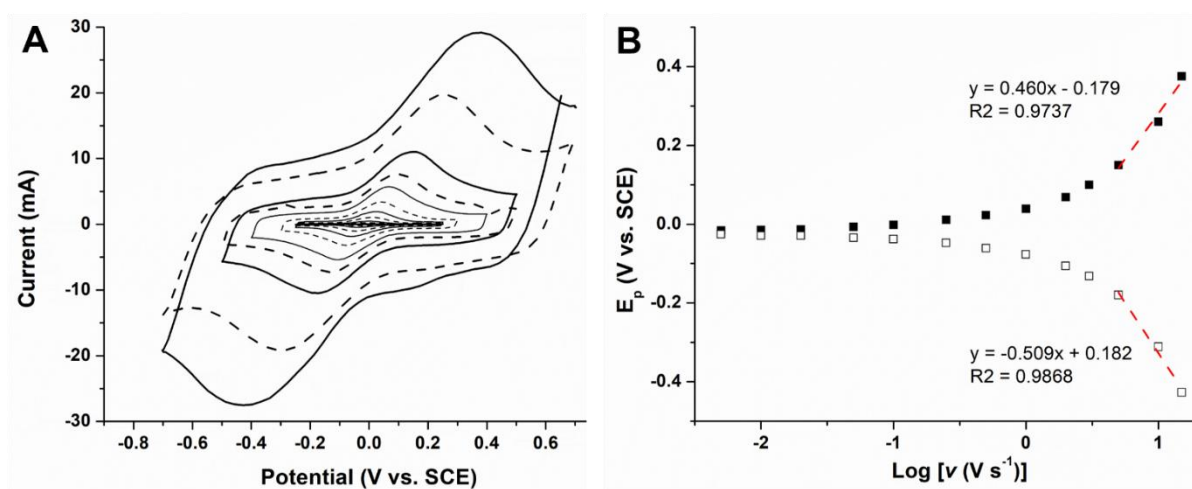 A
30
20
10
0
-10
-20
-30
Current (mA)
-0.8
-0.6
-0.4
-0.2
0.0
0.2
0.4
0.6
Potential (V vs. SCE)
B
0.4
0.2
0.0
-0.2
-0.4
E_p (V vs. SCE)
y = 0.460x - 0.179
R2 = 0.9737
y = -0.509x + 0.182
R2 = 0.9868
-2
-1
0
1
Log [v (V s⁻¹)]